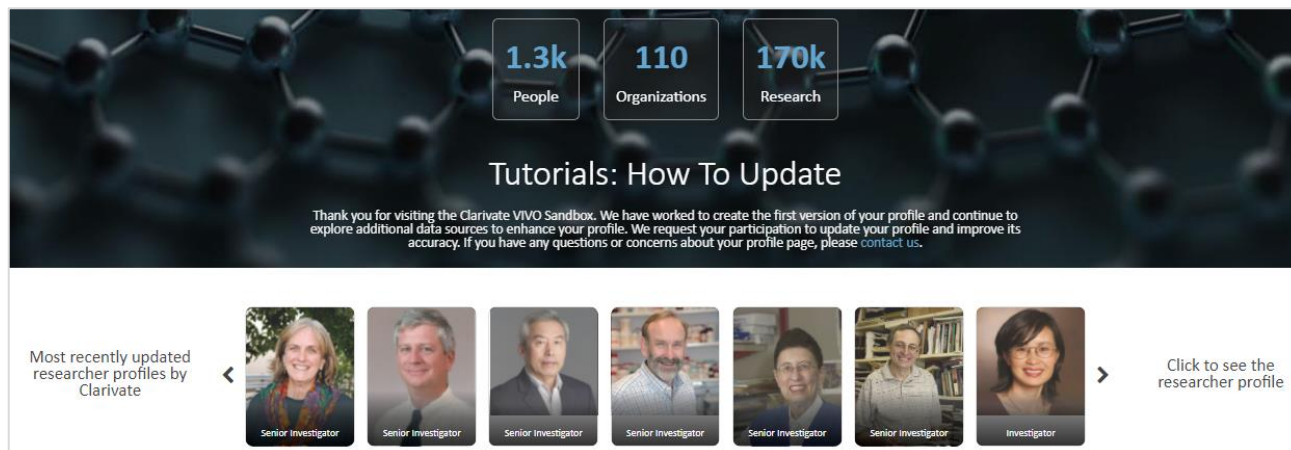 1.3k
People
110
Organizations
170k
Research
Tutorials: How To Update
Thank you for visiting the Clarivate VIVO Sandbox. We have worked to create the first version of your profile and continue to
explore additional data sources to enhance your profile. We request your participation to update your profile and improve its
accuracy. If you have any questions or concerns about your profile page, please contact us.
Most recently updated
researcher profiles by
Clarivate
Senior Investigator
Senior Investigator
Senior Investigator
Senior Investigator
Senior Investigator
Senior Investigator
Investigator
Click to see the
researcher profile